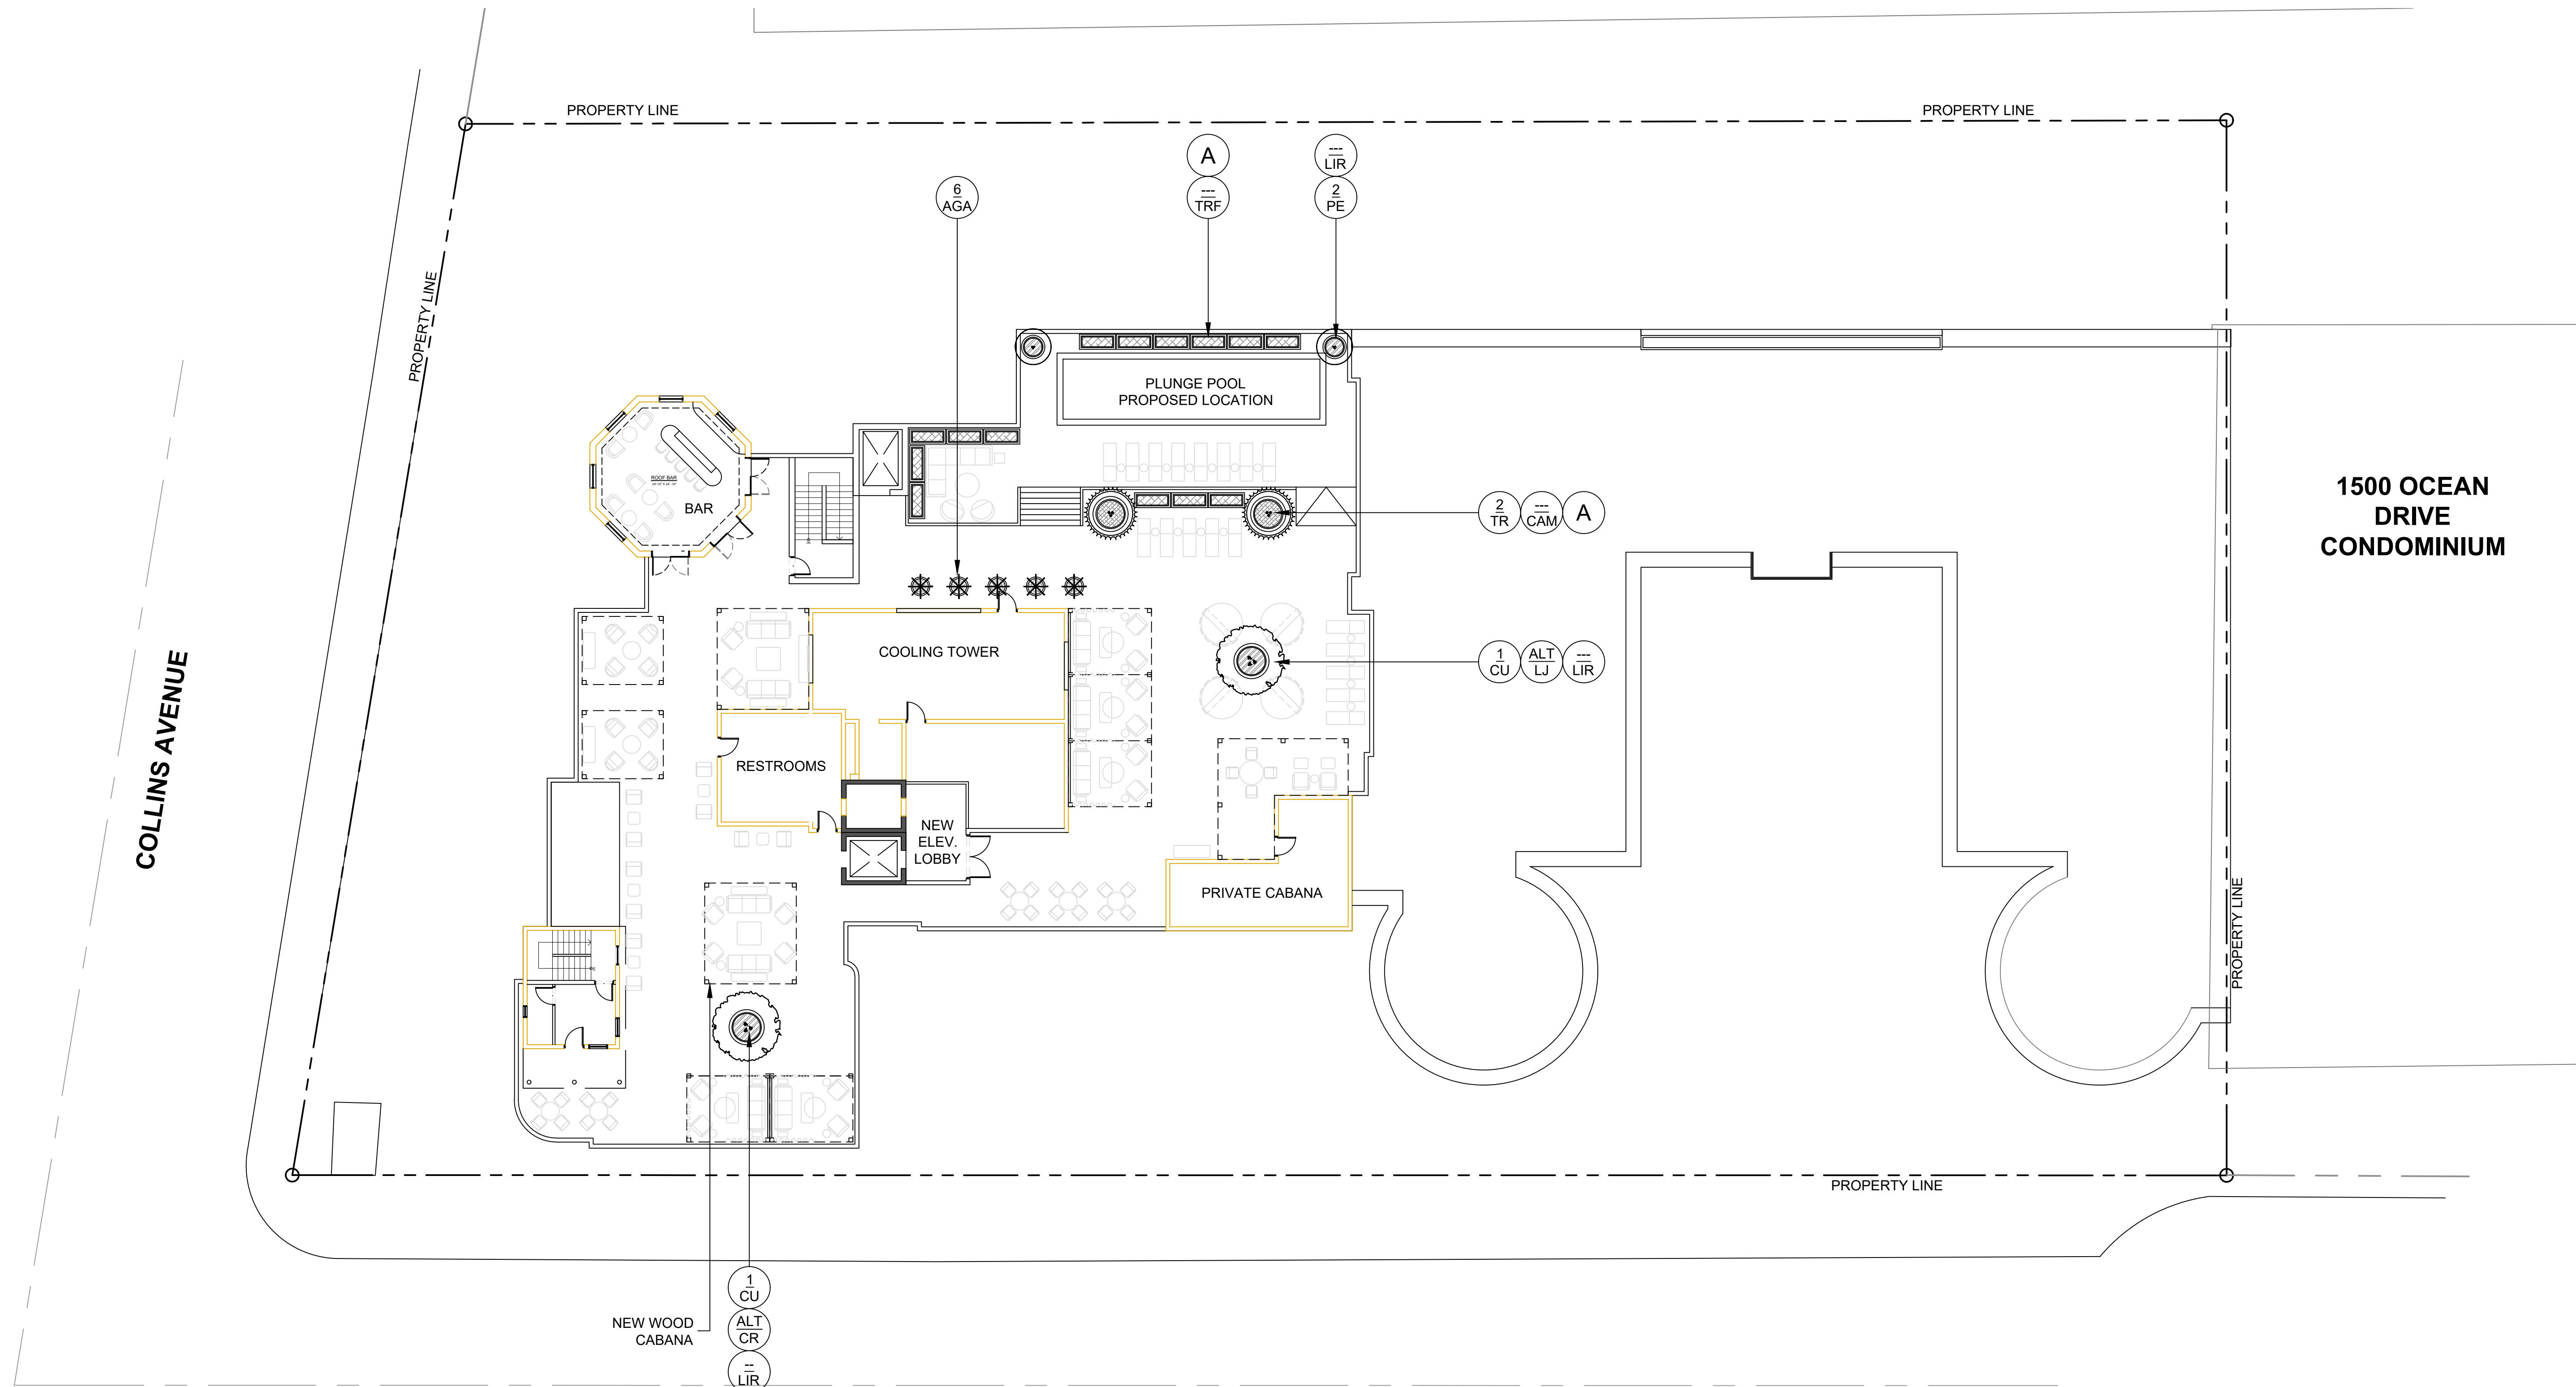 PROPERTY LINE
PROPERTY LINE
A
---
TRF
---
LIR
6
AGA
2
PE
PROPERTY LINE
PLUNGE POOL
PROPOSED LOCATION
ROOF BAR
BAR
2
TR
---
CAM
A
1500 OCEAN
DRIVE
CONDOMINIUM
COOLING TOWER
1
CU
ALT
LJ
---
LIR
COLLINS AVENUE
RESTROOMS
NEW
ELEV.
LOBBY
PRIVATE CABANA
PROPERTY LINE
PROPERTY LINE
1
CU
NEW WOOD
CABANA
ALT
CR
--
LIR